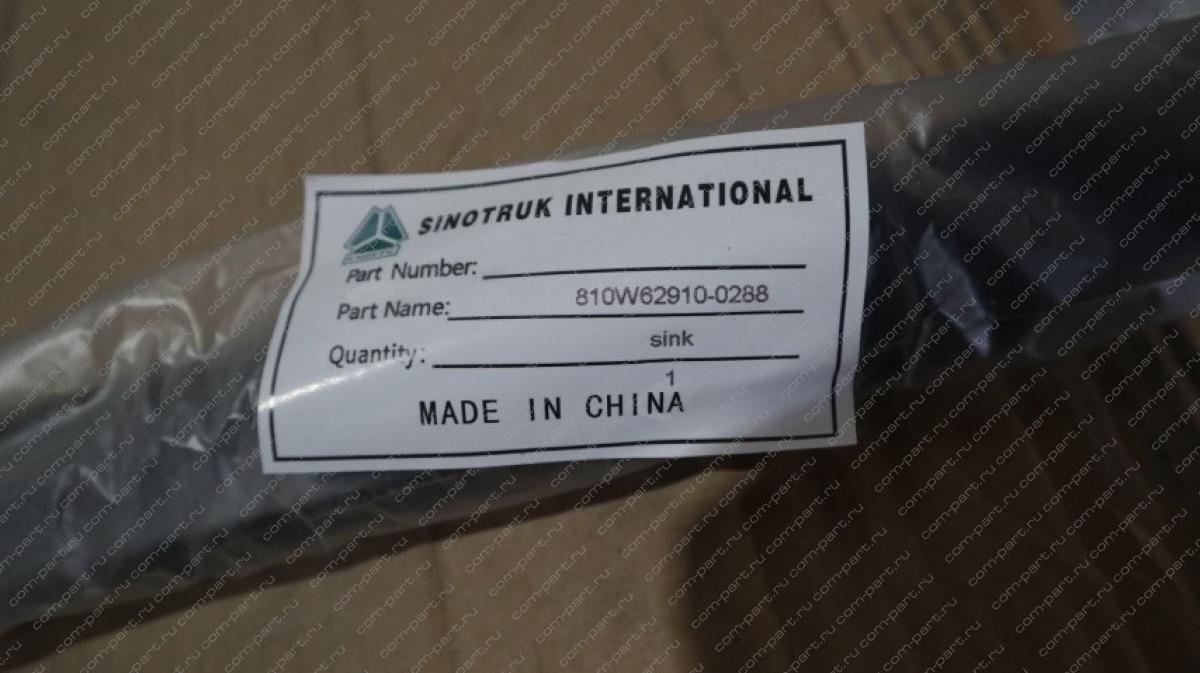 SINOTRUK INTERNATIONAL
Part Number:
810W62910-0288
Part Name:
sink
Quantity:
1
MADE IN CHINA
com-part.ru